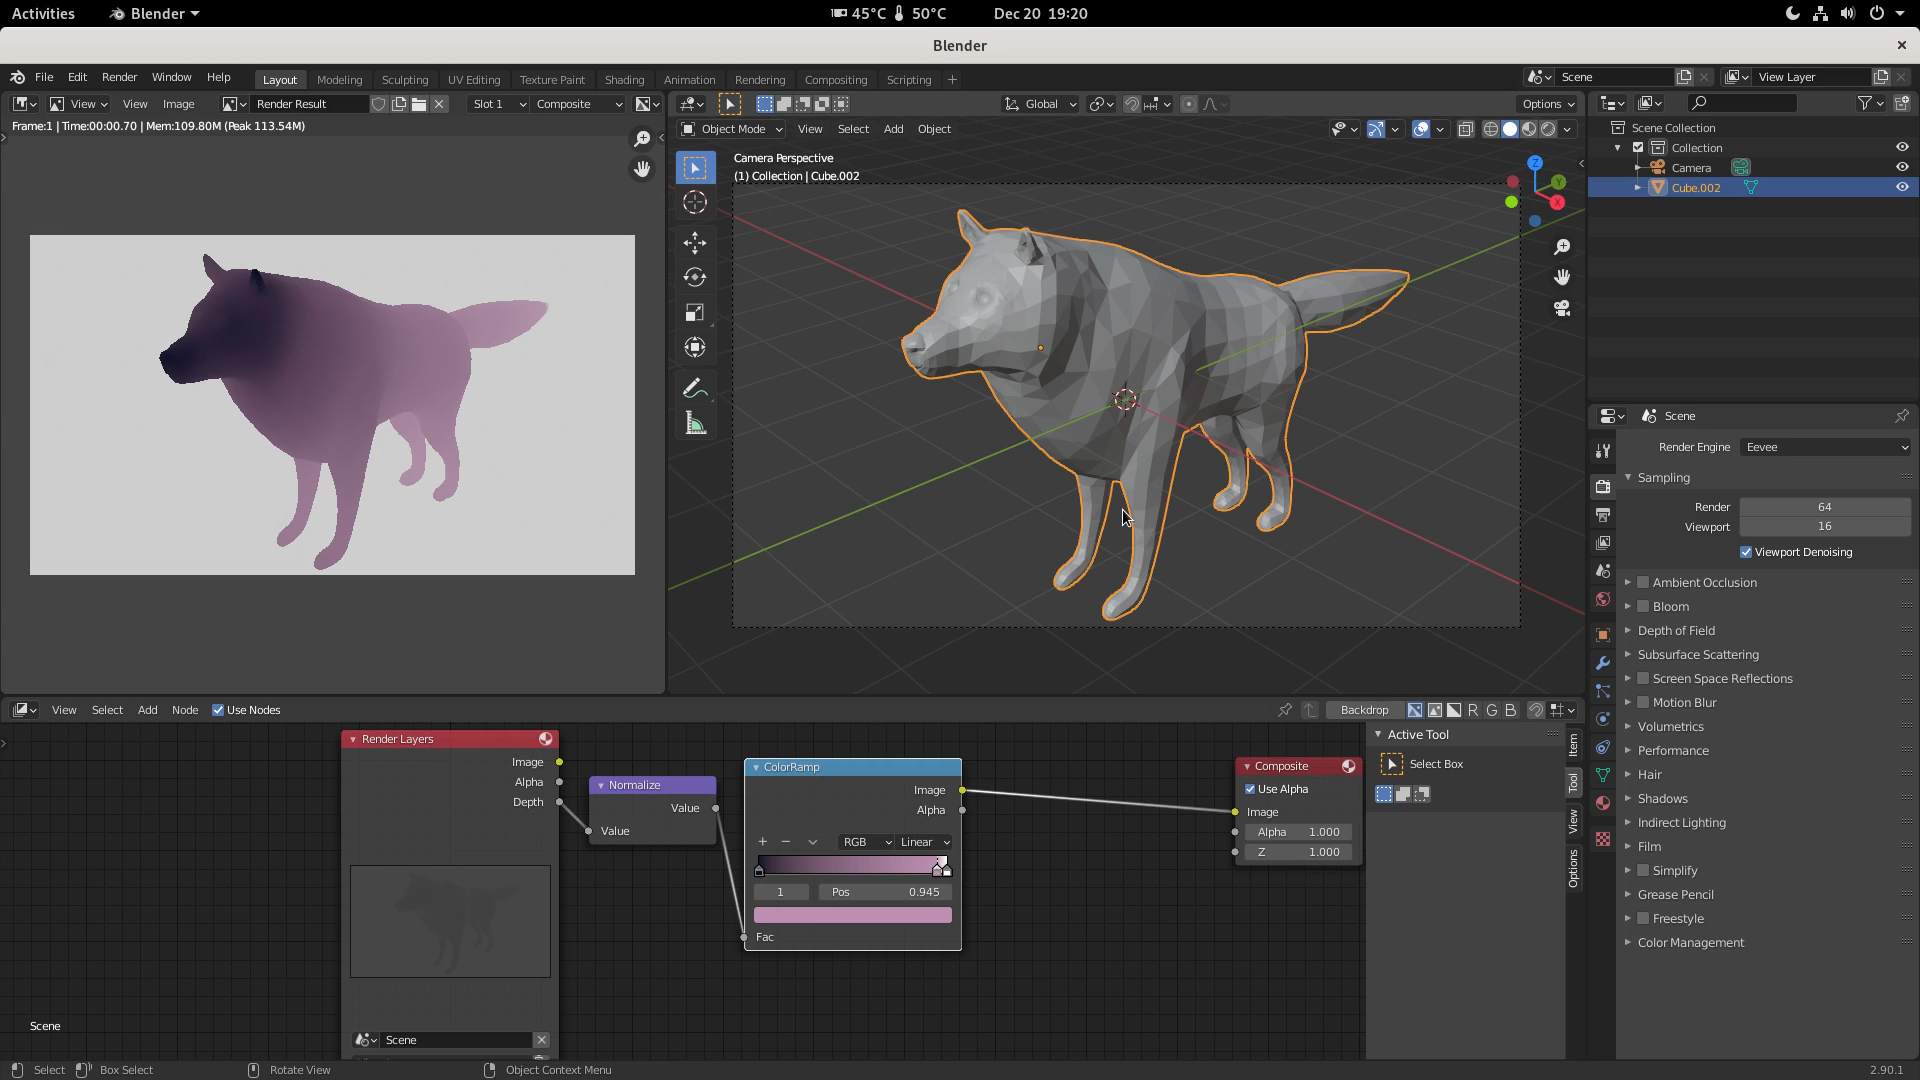 Activities Blender 45°C 50°C Dec 20 19:20
Blender
File Edit Render Window Help Layout Modeling Sculpting UV Editing Texture Paint Shading Animation Rendering Compositing Scripting + Scene View Layer
View View Image Render Result Slot 1 Composite
Frame:1 | Time:00:00.70 | Mem:109.80M (Peak 113.54M)
Global Options
Object Mode View Select Add Object
Camera Perspective
(1) Collection | Cube.002
Z
Y
X
Scene Collection
Collection
Camera
Cube.002
Scene
Render Engine Eevee
Sampling
Render 64
Viewport 16
Viewport Denoising
Ambient Occlusion
Bloom
Depth of Field
Subsurface Scattering
Screen Space Reflections
Motion Blur
Volumetrics
Performance
Hair
Shadows
Indirect Lighting
Film
Simplify
Grease Pencil
Freestyle
Color Management
View Select Add Node Use Nodes Backdrop R G B
Render Layers
Image
Alpha
Depth
Scene
Normalize
Value
Value
ColorRamp
Image
Alpha
RGB Linear
1 Pos 0.945
Fac
Composite
Use Alpha
Image
Alpha 1.000
Z 1.000
Active Tool
Select Box
Item
Tool
View
Options
Scene
Select Box Select Rotate View Object Context Menu 2.90.1